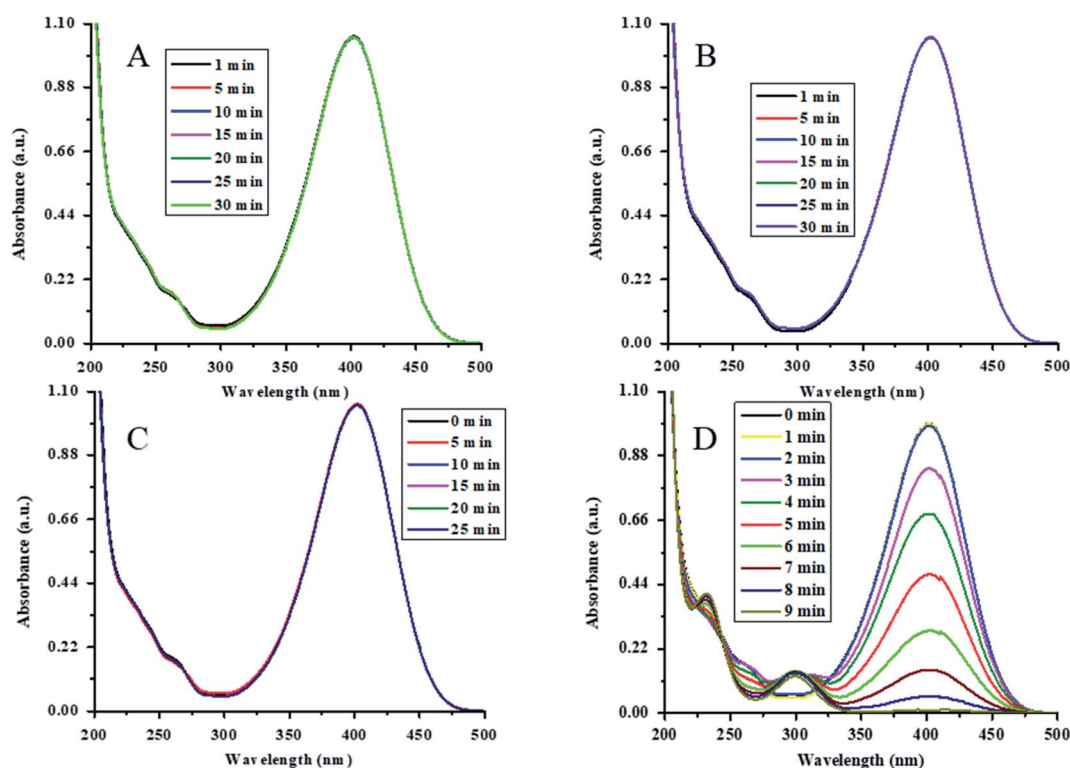 A
1 min
5 min
10 min
15 min
20 min
25 min
30 min
Absorbance (a.u.)
1.10
0.88
0.66
0.44
0.22
0.00
200 250 300 350 400 450 500
Wavelength (nm)
B
1 min
5 min
10 min
15 min
20 min
25 min
30 min
Absorbance (a.u.)
1.10
0.88
0.66
0.44
0.22
0.00
200 250 300 350 400 450 500
Wavelength (nm)
C
0 min
5 min
10 min
15 min
20 min
25 min
Absorbance (a.u.)
1.10
0.88
0.66
0.44
0.22
0.00
200 250 300 350 400 450 500
Wavelength (nm)
D
0 min
1 min
2 min
3 min
4 min
5 min
6 min
7 min
8 min
9 min
Absorbance (a.u.)
1.10
0.88
0.66
0.44
0.22
0.00
200 250 300 350 400 450 500
Wavelength (nm)